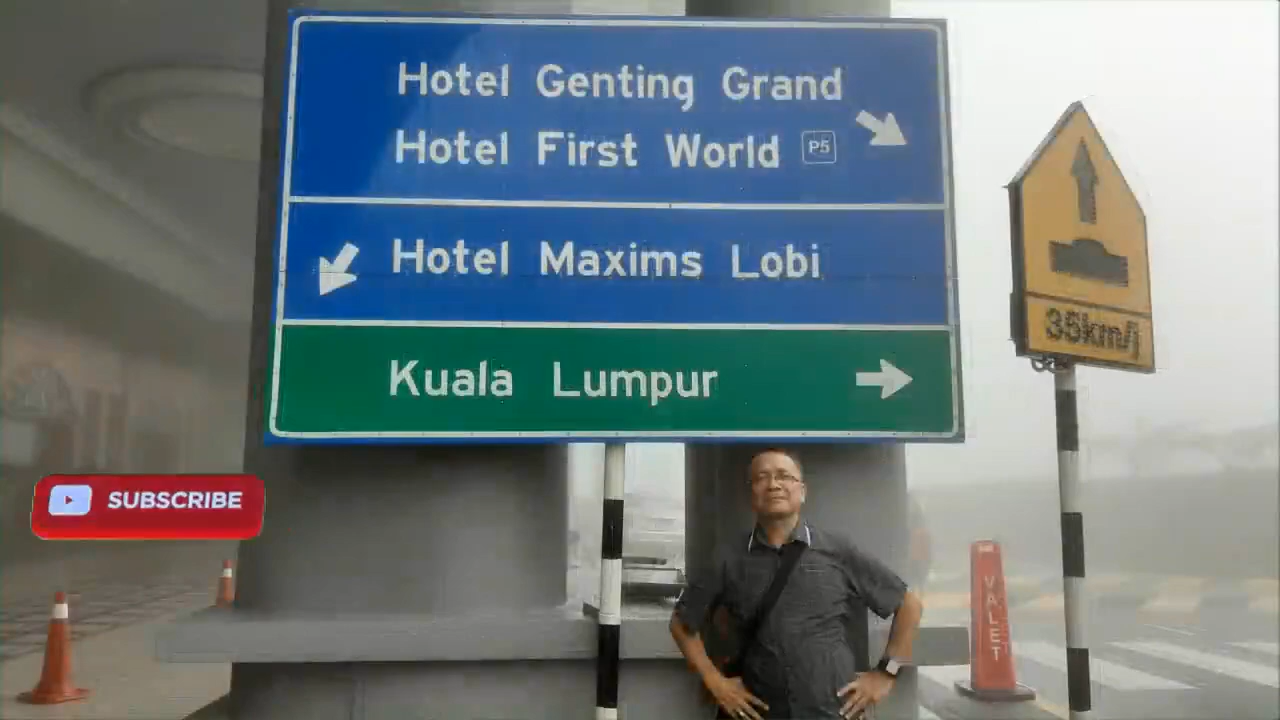 Hotel Genting Grand
Hotel First World P5
Hotel Maxims Lobi
Kuala Lumpur
35km/j
SUBSCRIBE
VALET